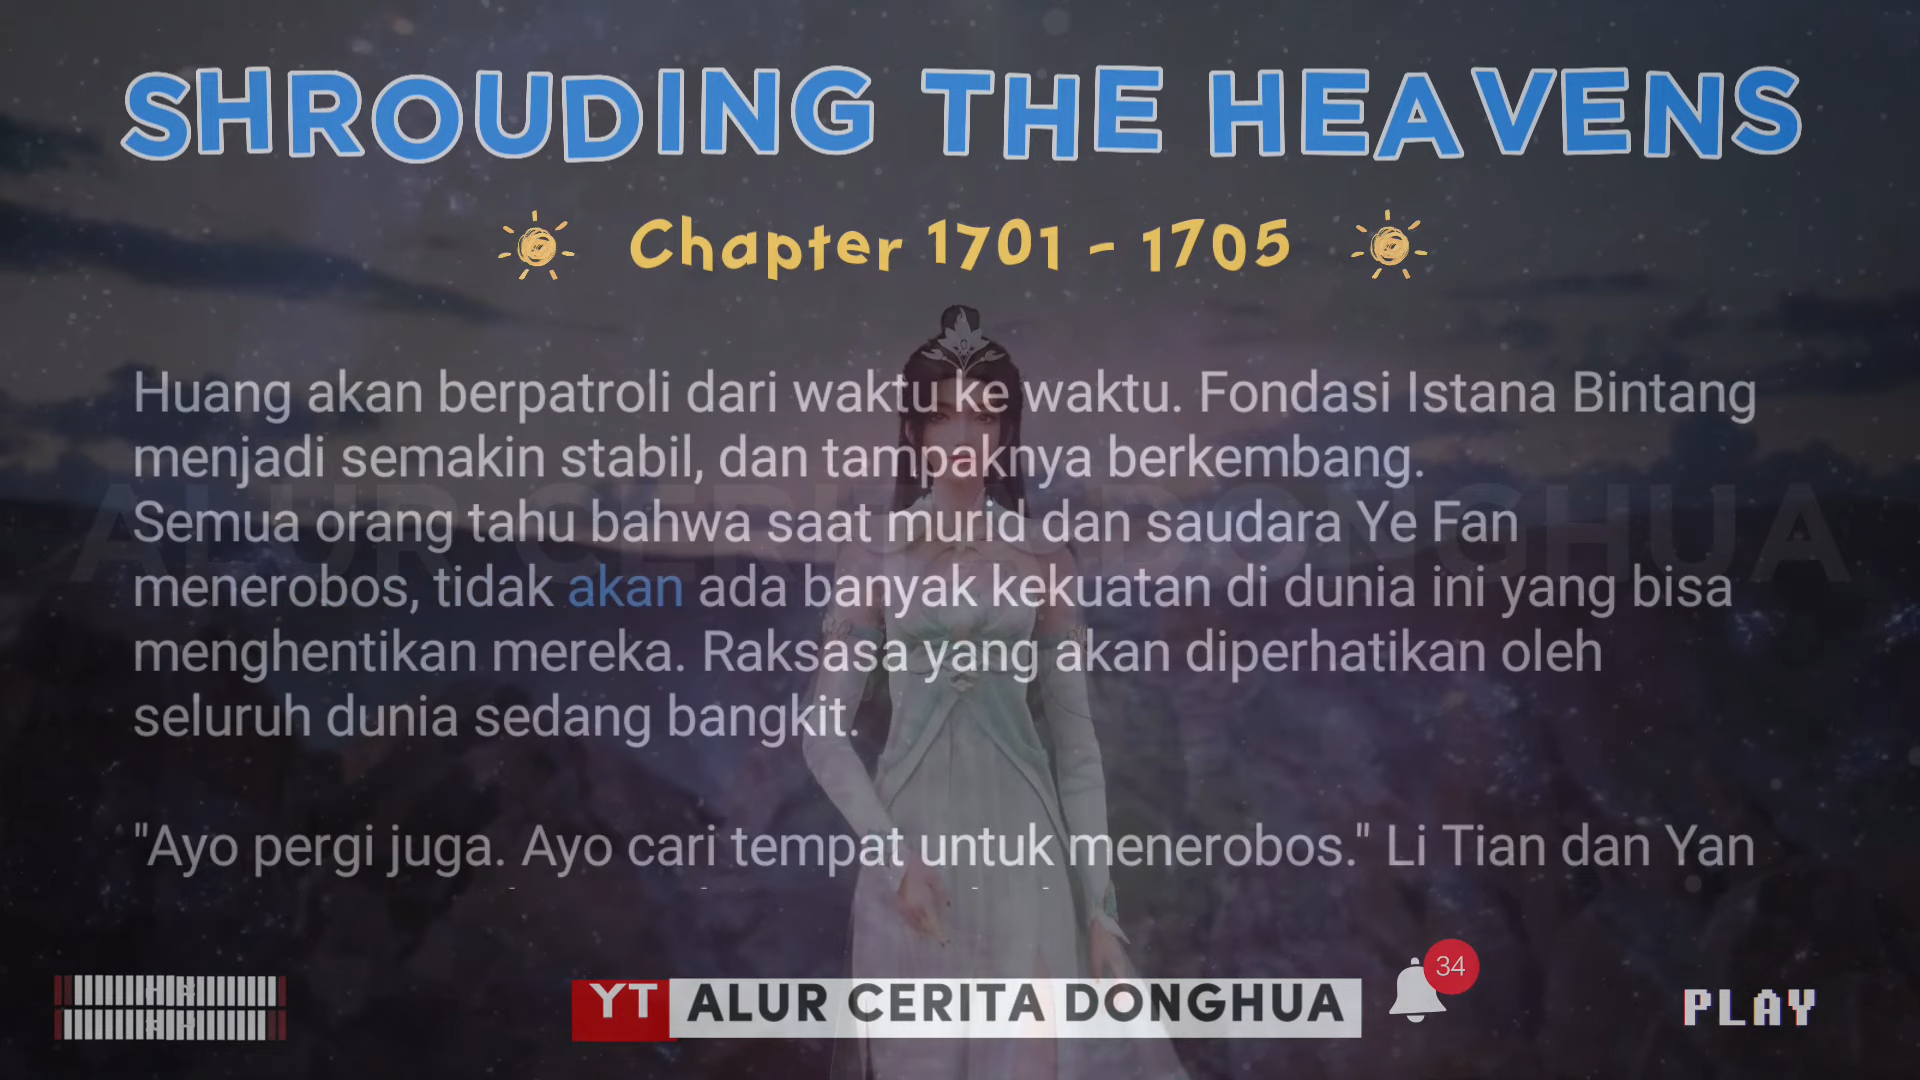 SHROUDING THE HEAVENS
Chapter 1701 - 1705
Huang akan berpatroli dari waktu ke waktu. Fondasi Istana Bintang
menjadi semakin stabil, dan tampaknya berkembang.
ALUR CERITA DONGHUA
Semua orang tahu bahwa saat murid dan saudara Ye Fan
menerobos, tidak akan ada banyak kekuatan di dunia ini yang bisa
menghentikan mereka. Raksasa yang akan diperhatikan oleh
seluruh dunia sedang bangkit.
"Ayo pergi juga. Ayo cari tempat untuk menerobos." Li Tian dan Yan
YT ALUR CERITA DONGHUA
34
PLAY